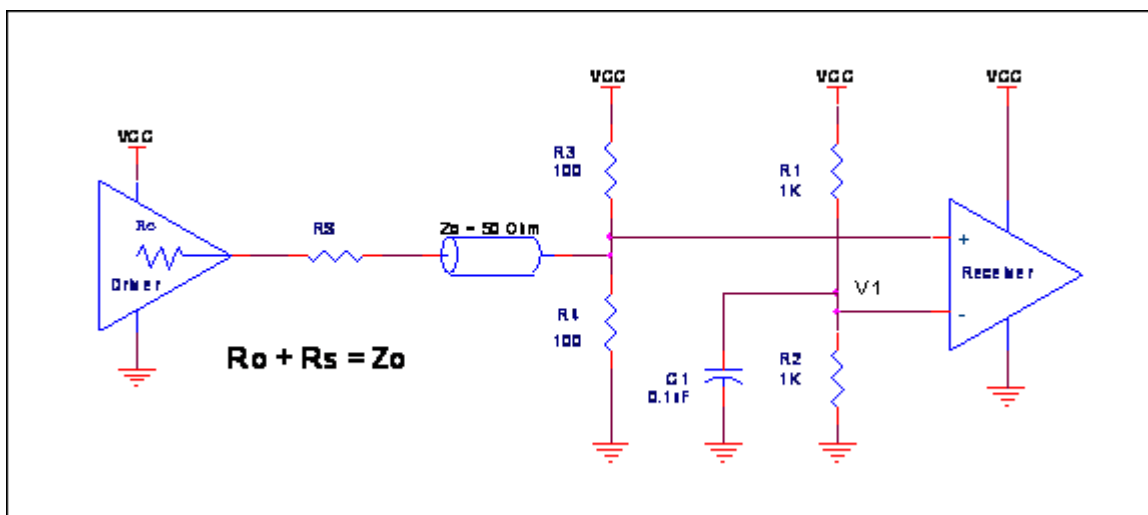 VCC
VCC
VCC
VCC
R3
100
R1
1K
Ro
RS
Zo = 50 Ohm
+
Driver
Receiver
V1
-
R4
100
Ro + Rs = Zo
C1
0.1uF
R2
1K